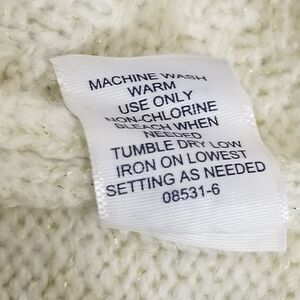 MACHINE WASH
WARM
USE ONLY
NON-CHLORINE
BLEACH WHEN
NEEDED
TUMBLE DRY LOW
IRON ON LOWEST
SETTING AS NEEDED
08531-6